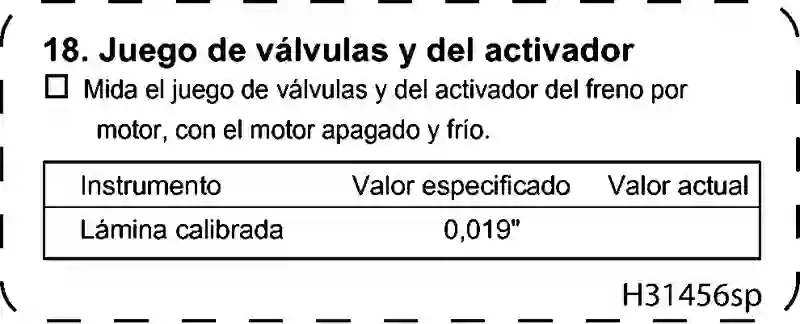 18. Juego de válvulas y del activador
Mida el juego de válvulas y del activador del freno por
motor, con el motor apagado y frío.
Instrumento Valor especificado Valor actual
Lámina calibrada 0,019"
H31456sp